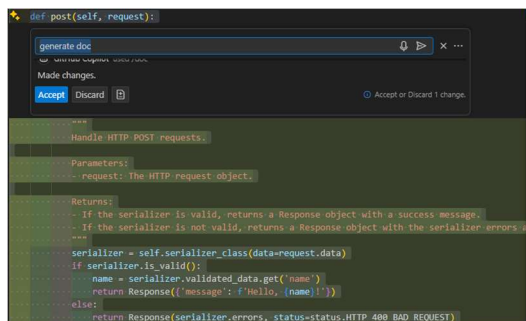 def post(self, request):
generate doc
GitHub Copilot used /doc
Made changes.
Accept Discard
Accept or Discard 1 change.
"""
Handle HTTP POST requests.
Parameters:
- request: The HTTP request object.
Returns:
- If the serializer is valid, returns a Response object with a success message.
- If the serializer is not valid, returns a Response object with the serializer errors a
"""
serializer = self.serializer_class(data=request.data)
if serializer.is_valid():
name = serializer.validated_data.get('name')
return Response({'message': f'Hello, {name}!'})
else:
return Response(serializer.errors, status=status.HTTP_400_BAD_REQUEST)